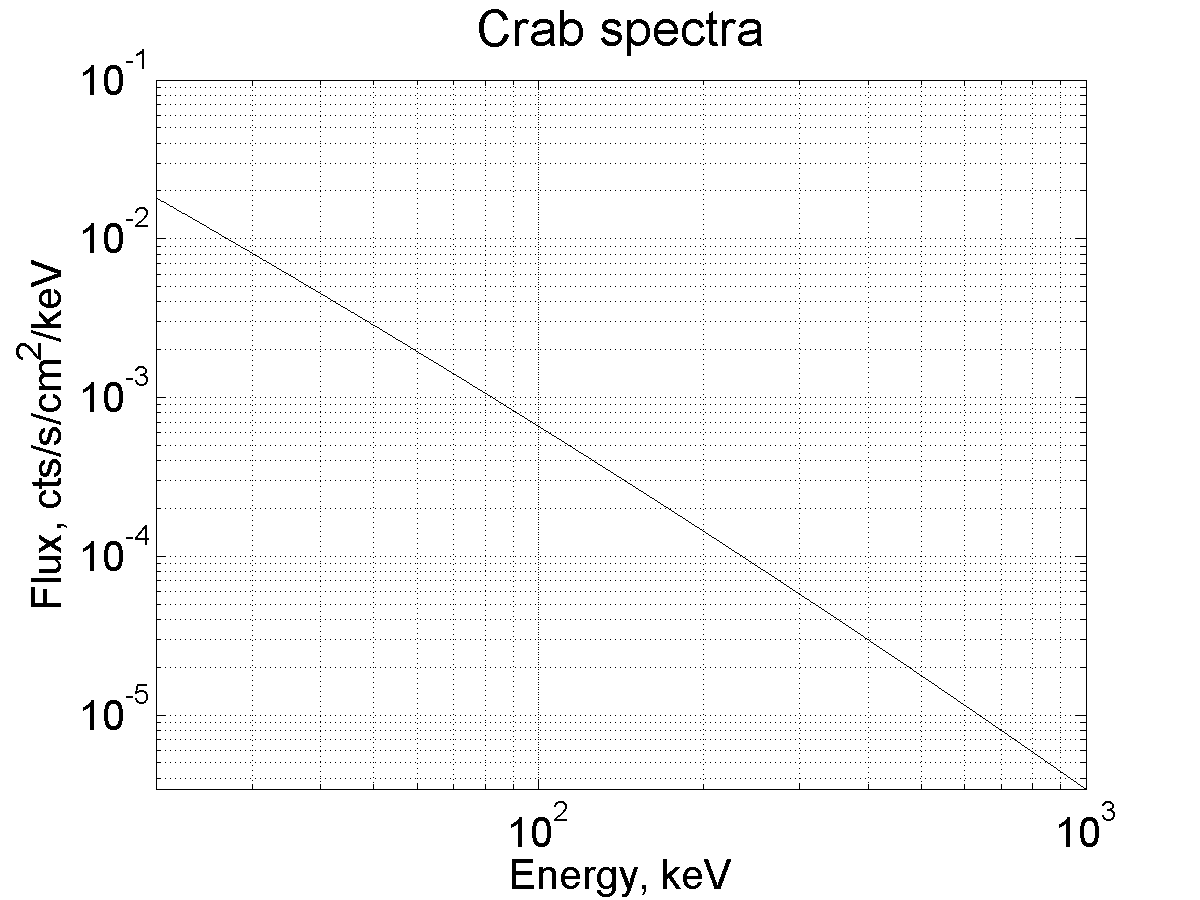 Crab spectra
10^-1
10^-2
10^-3
10^-4
10^-5
Flux, cts/s/cm^2/keV
10^2 10^3
Energy, keV